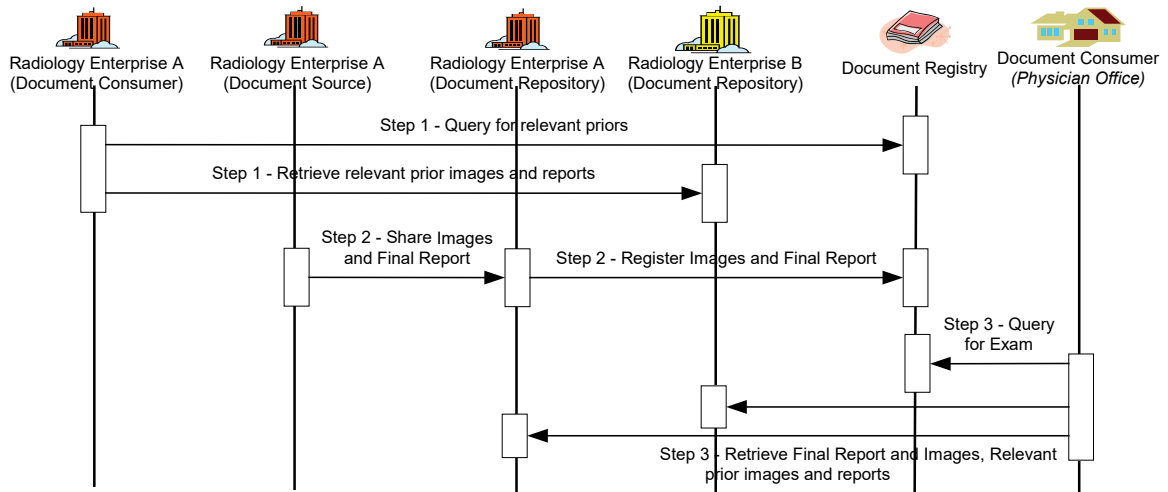 Radiology Enterprise A
(Document Consumer)
Radiology Enterprise A
(Document Source)
Radiology Enterprise A
(Document Repository)
Radiology Enterprise B
(Document Repository)
Document Registry
Document Consumer
(Physician Office)
Step 1 - Query for relevant priors
Step 1 - Retrieve relevant prior images and reports
Step 2 - Share Images
and Final Report
Step 2 - Register Images and Final Report
Step 3 - Query
for Exam
Step 3 - Retrieve Final Report and Images, Relevant
prior images and reports